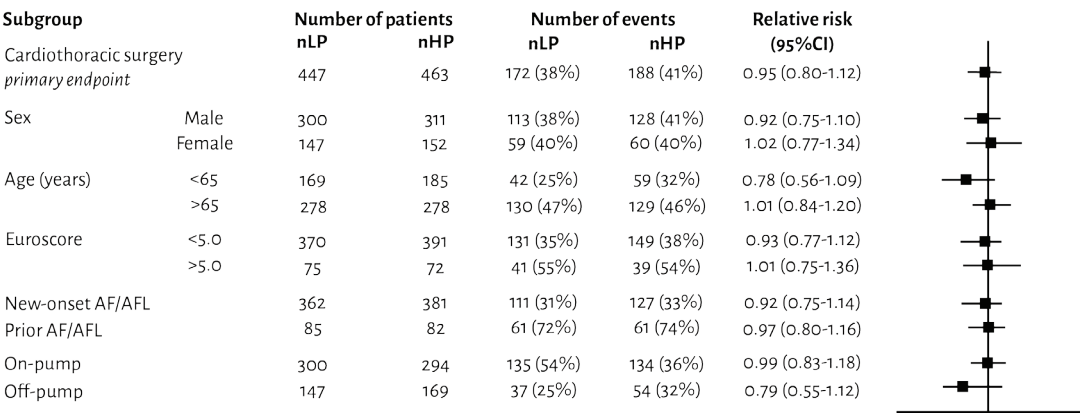 Subgroup Number of patients Number of events Relative risk
nLP nHP nLP nHP (95%CI)
Cardiothoracic surgery
primary endpoint 447 463 172 (38%) 188 (41%) 0.95 (0.80-1.12)
Sex Male 300 311 113 (38%) 128 (41%) 0.92 (0.75-1.10)
Female 147 152 59 (40%) 60 (40%) 1.02 (0.77-1.34)
Age (years) <65 169 185 42 (25%) 59 (32%) 0.78 (0.56-1.09)
>65 278 278 130 (47%) 129 (46%) 1.01 (0.84-1.20)
Euroscore <5.0 370 391 131 (35%) 149 (38%) 0.93 (0.77-1.12)
>5.0 75 72 41 (55%) 39 (54%) 1.01 (0.75-1.36)
New-onset AF/AFL 362 381 111 (31%) 127 (33%) 0.92 (0.75-1.14)
Prior AF/AFL 85 82 61 (72%) 61 (74%) 0.97 (0.80-1.16)
On-pump 300 294 135 (54%) 134 (36%) 0.99 (0.83-1.18)
Off-pump 147 169 37 (25%) 54 (32%) 0.79 (0.55-1.12)